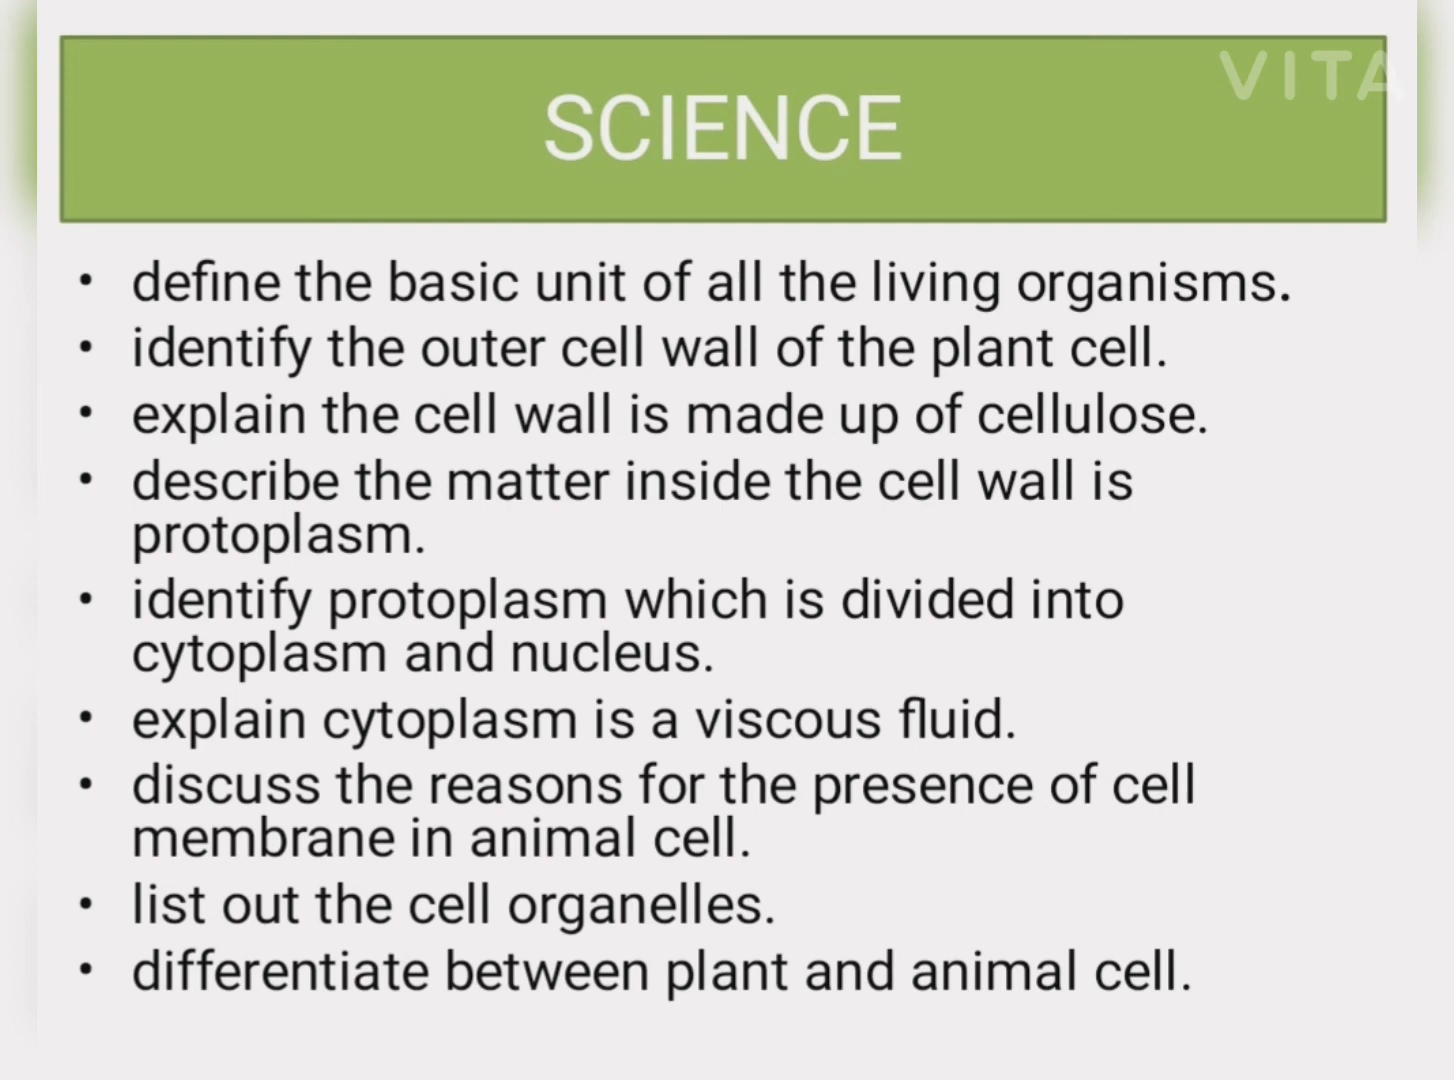 VITA
SCIENCE
• define the basic unit of all the living organisms.
• identify the outer cell wall of the plant cell.
• explain the cell wall is made up of cellulose.
• describe the matter inside the cell wall is
protoplasm.
• identify protoplasm which is divided into
cytoplasm and nucleus.
• explain cytoplasm is a viscous fluid.
• discuss the reasons for the presence of cell
membrane in animal cell.
• list out the cell organelles.
• differentiate between plant and animal cell.